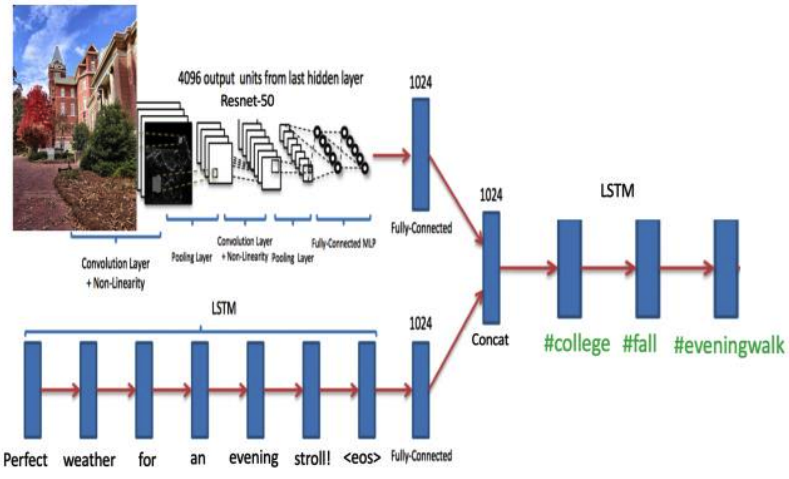 4096 output units from last hidden layer
Resnet-50
1024
Fully-Connected
Convolution Layer
+ Non-Linearity
Pooling Layer
Convolution Layer
+ Non-Linearity
Pooling Layer
Fully-Connected MLP
1024
Concat
LSTM
#college #fall #eveningwalk
LSTM
1024
Fully-Connected
Perfect weather for an evening stroll! <eos>